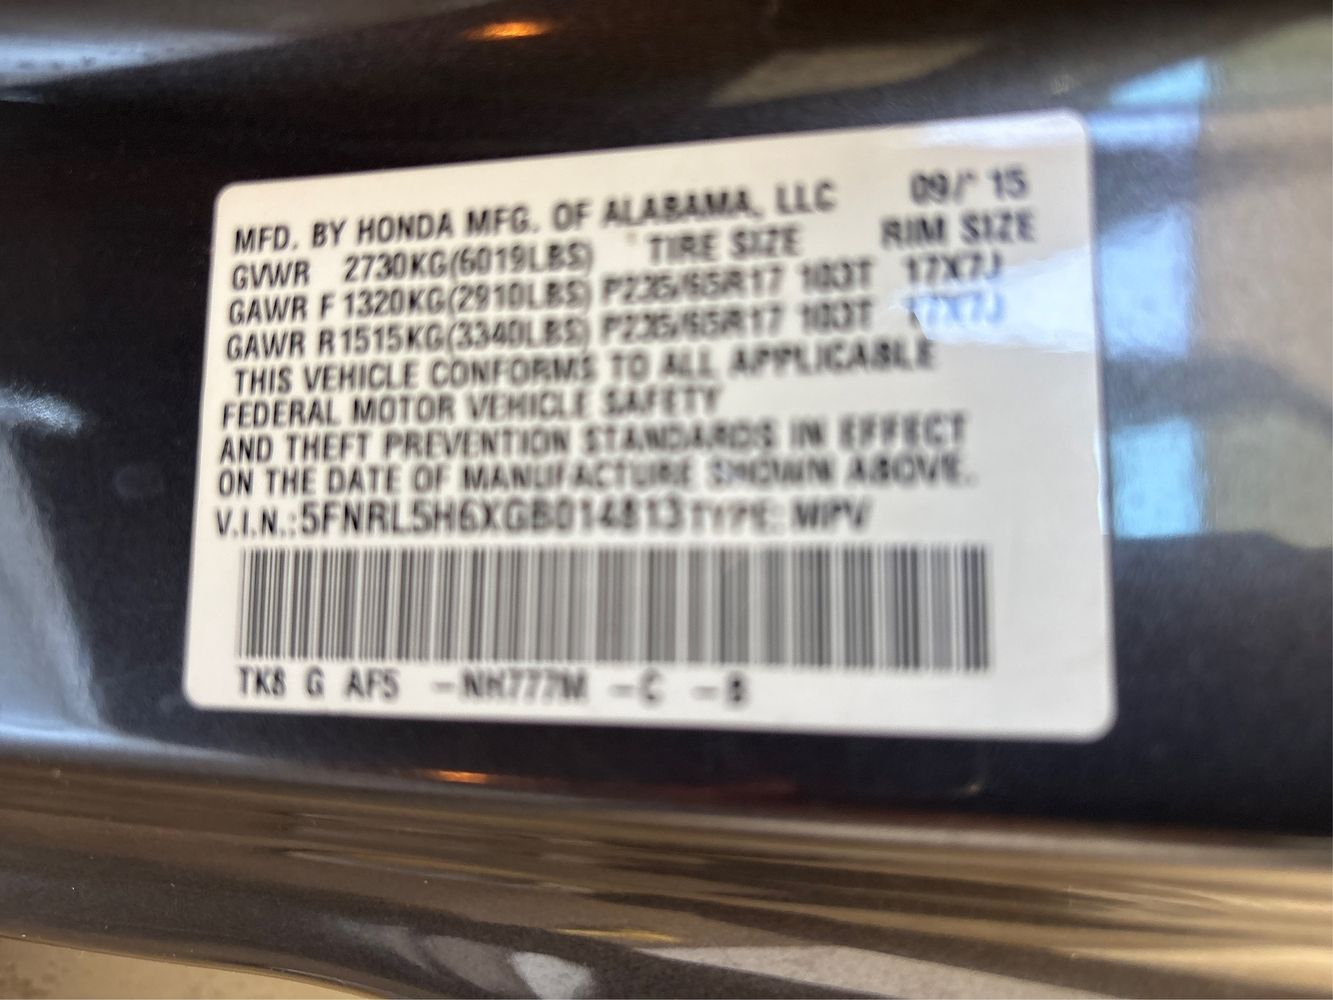 MFD. BY HONDA MFG. OF ALABAMA, LLC 09/' 15
GVWR 2730KG(6019LBS) TIRE SIZE RIM SIZE
GAWR F 1320KG(2910LBS) P235/65R17 103T 17X7J
GAWR R 1515KG(3340LBS) P235/65R17 103T 17X7J
THIS VEHICLE CONFORMS TO ALL APPLICABLE
FEDERAL MOTOR VEHICLE SAFETY
AND THEFT PREVENTION STANDARDS IN EFFECT
ON THE DATE OF MANUFACTURE SHOWN ABOVE.
V.I.N.:5FNRL5H6XGB014813 TYPE: MPV
TK8 G AF5 -NH777M -C -B